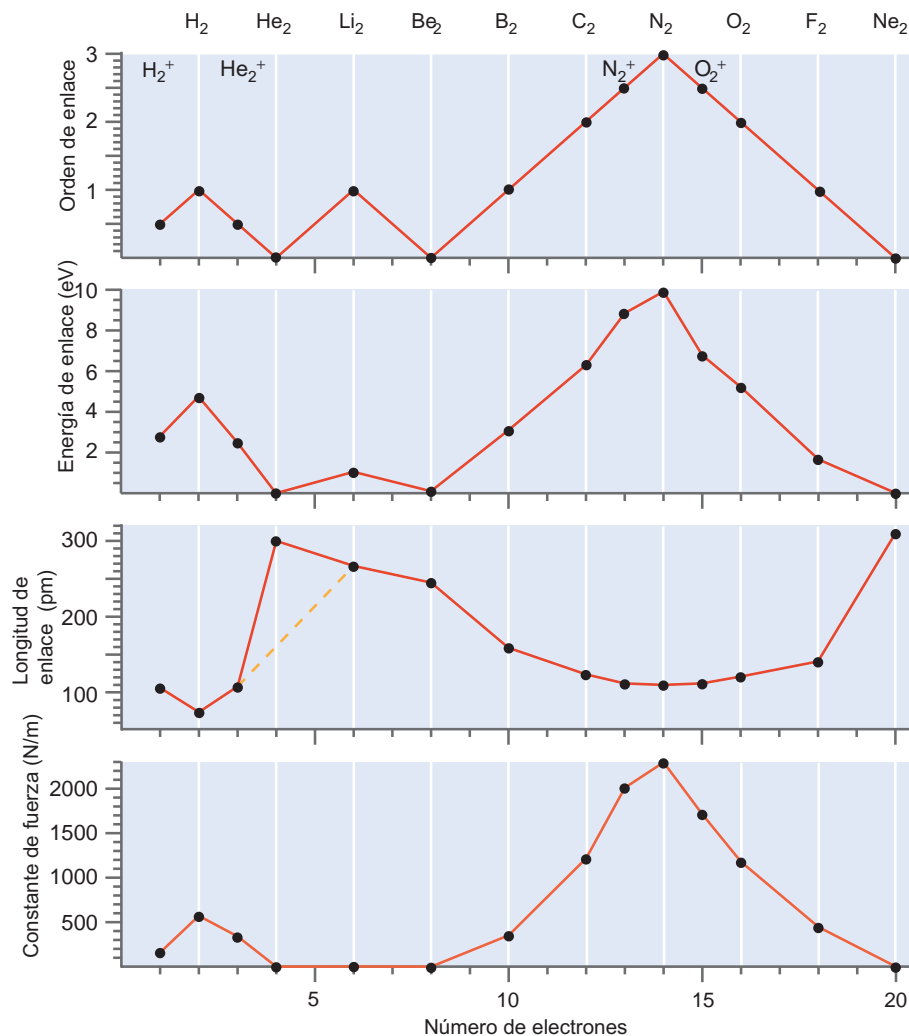 H₂ He₂ Li₂ Be₂ B₂ C₂ N₂ O₂ F₂ Ne₂
H₂⁺ He₂⁺ N₂⁺ O₂⁺
Orden de enlace
3
2
1
Energía de enlace (eV)
10
8
6
4
2
Longitud de
enlace (pm)
300
200
100
Constante de fuerza (N/m)
2000
1500
1000
500
5 10 15 20
Número de electrones